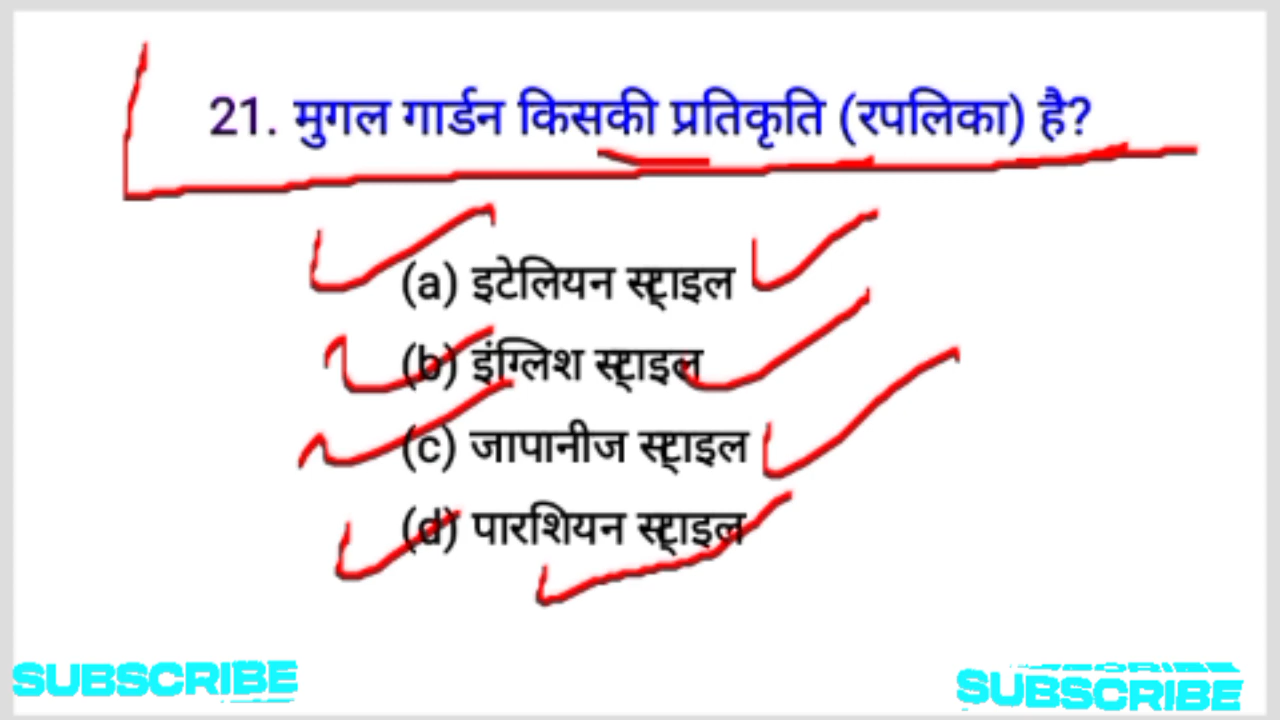 21. मुगल गार्डन किसकी प्रतिकृति (रपलिका) है?
(a) इटेलियन स्टाइल
(b) इंग्लिश स्टाइल
(c) जापानीज स्टाइल
(d) पारशियन स्टाइल
SUBSCRIBE
SUBSCRIBE